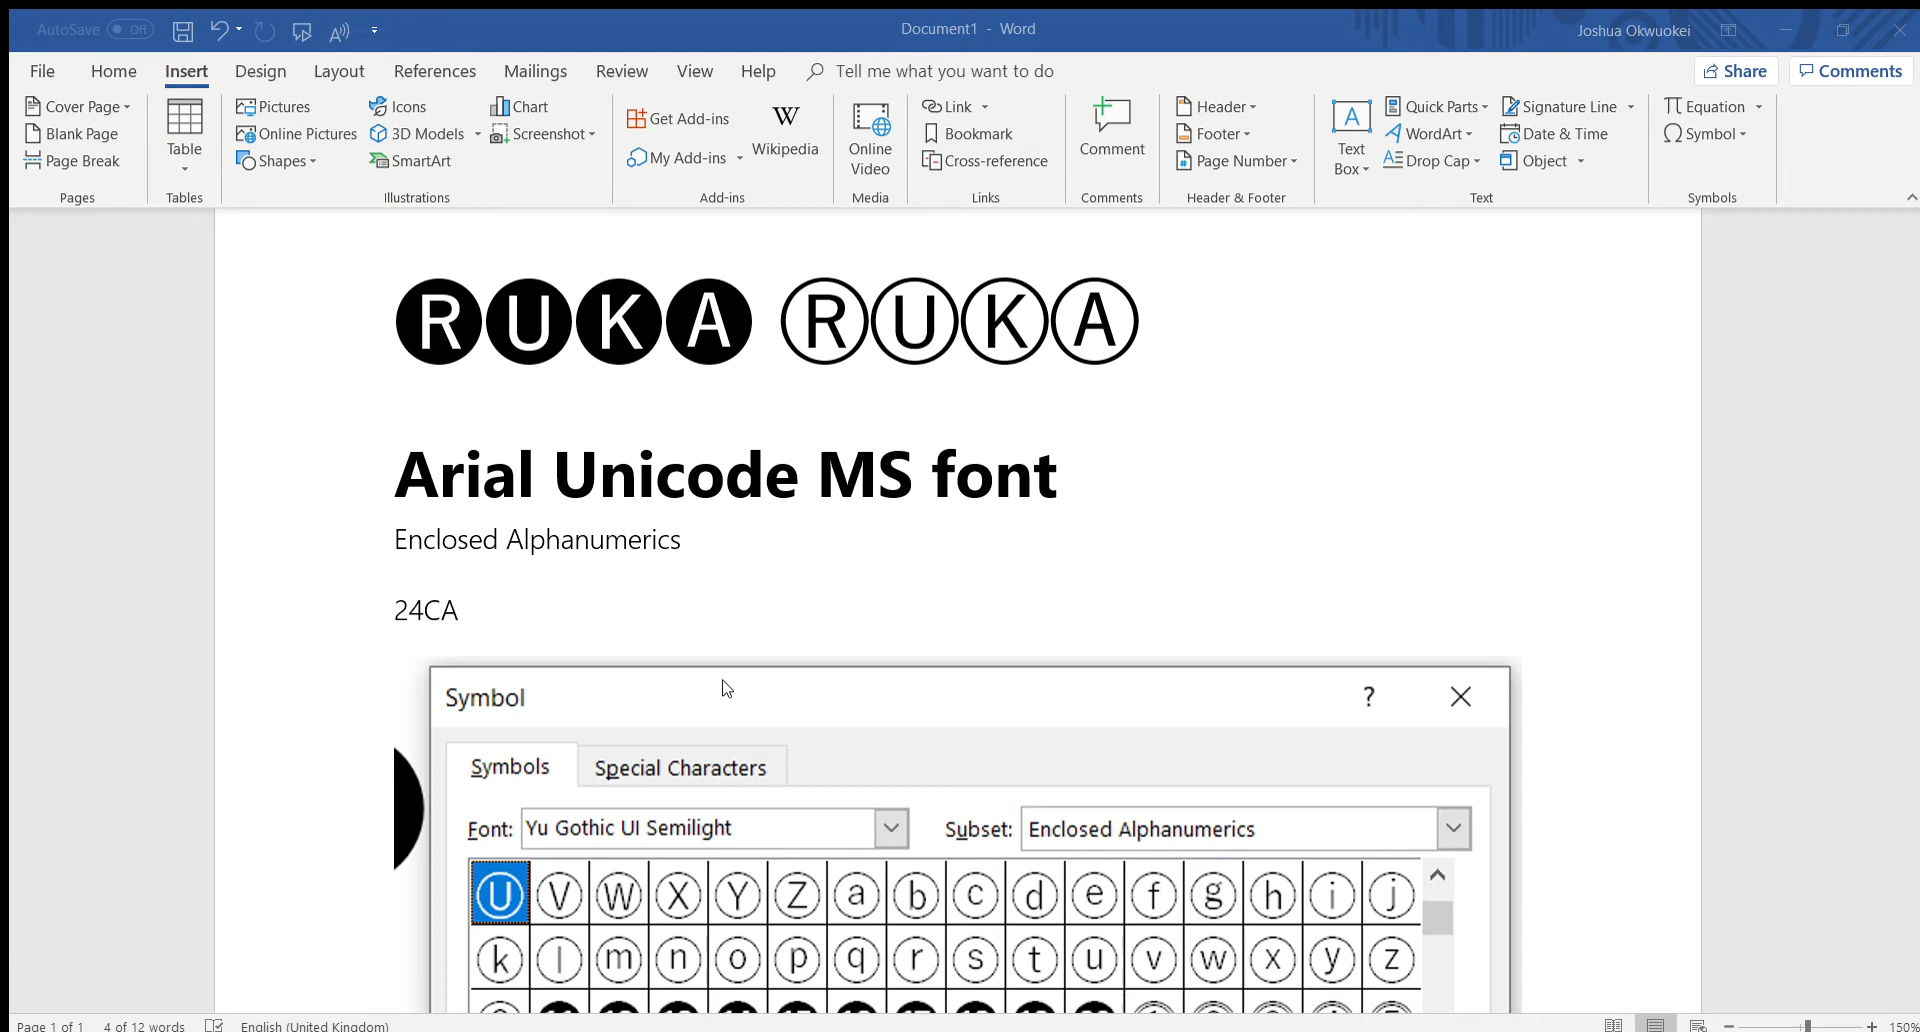 AutoSave Off Document1 - Word Joshua Okwuokei
File Home Insert Design Layout References Mailings Review View Help Tell me what you want to do Share Comments
Cover Page
Blank Page
Page Break
Pages
Table
Tables
Pictures
Online Pictures
Shapes
Icons
3D Models
SmartArt
Chart
Screenshot
Illustrations
Get Add-ins
My Add-ins
W
Wikipedia
Add-ins
Online
Video
Media
Link
Bookmark
Cross-reference
Links
Comment
Comments
Header
Footer
Page Number
Header & Footer
A
Text
Box
Quick Parts
WordArt
Drop Cap
Signature Line
Date & Time
Object
Text
Equation
Symbol
Symbols
🅡🅤🅚🅐 ⓇⓊⓀⒶ
Arial Unicode MS font
Enclosed Alphanumerics
24CA
Symbol ?
Symbols Special Characters
Font: Yu Gothic UI Semilight Subset: Enclosed Alphanumerics
Ⓤ Ⓥ Ⓦ Ⓧ Ⓨ Ⓩ ⓐ ⓑ ⓒ ⓓ ⓔ ⓕ ⓖ ⓗ ⓘ ⓙ
ⓚ ⓛ ⓜ ⓝ ⓞ ⓟ ⓠ ⓡ ⓢ ⓣ ⓤ ⓥ ⓦ ⓧ ⓨ ⓩ
Page 1 of 1 4 of 12 words English (United Kingdom) 150%